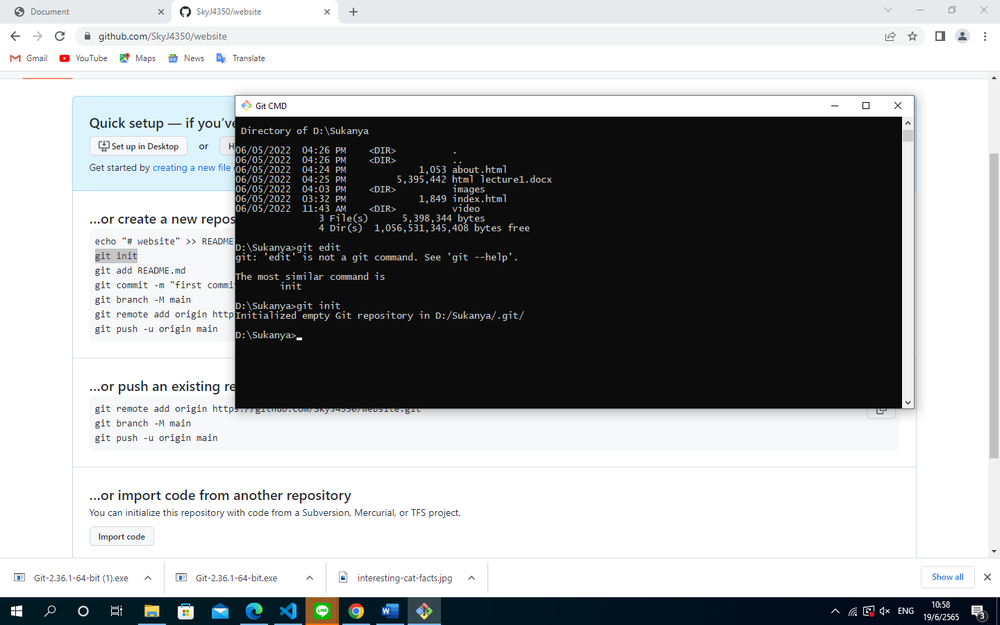 Document
SkyJ4350/website
github.com/SkyJ4350/website
Gmail
YouTube
Maps
News
Translate
Quick setup — if you've
Set up in Desktop
or
Get started by creating a new file
...or create a new repos
echo "# website" >> README
git init
git add README.md
git commit -m "first commit
git branch -M main
git remote add origin http
git push -u origin main
Git CMD
Directory of D:\Sukanya
06/05/2022 04:26 PM <DIR> .
06/05/2022 04:26 PM <DIR> ..
06/05/2022 04:24 PM 1,053 about.html
06/05/2022 04:25 PM 5,395,442 html lecture1.docx
06/05/2022 04:03 PM <DIR> images
06/05/2022 03:32 PM 1,849 index.html
06/05/2022 11:43 AM <DIR> video
3 File(s) 5,398,344 bytes
4 Dir(s) 1,056,531,345,408 bytes free
D:\Sukanya>git edit
git: 'edit' is not a git command. See 'git --help'.
The most similar command is
init
D:\Sukanya>git init
Initialized empty Git repository in D:/Sukanya/.git/
D:\Sukanya>
...or push an existing re
git remote add origin https://github.com/SkyJ4350/website.git
git branch -M main
git push -u origin main
...or import code from another repository
You can initialize this repository with code from a Subversion, Mercurial, or TFS project.
Import code
Git-2.36.1-64-bit (1).exe
Git-2.36.1-64-bit.exe
interesting-cat-facts.jpg
Show all
ENG
10:58
19/6/2565
3